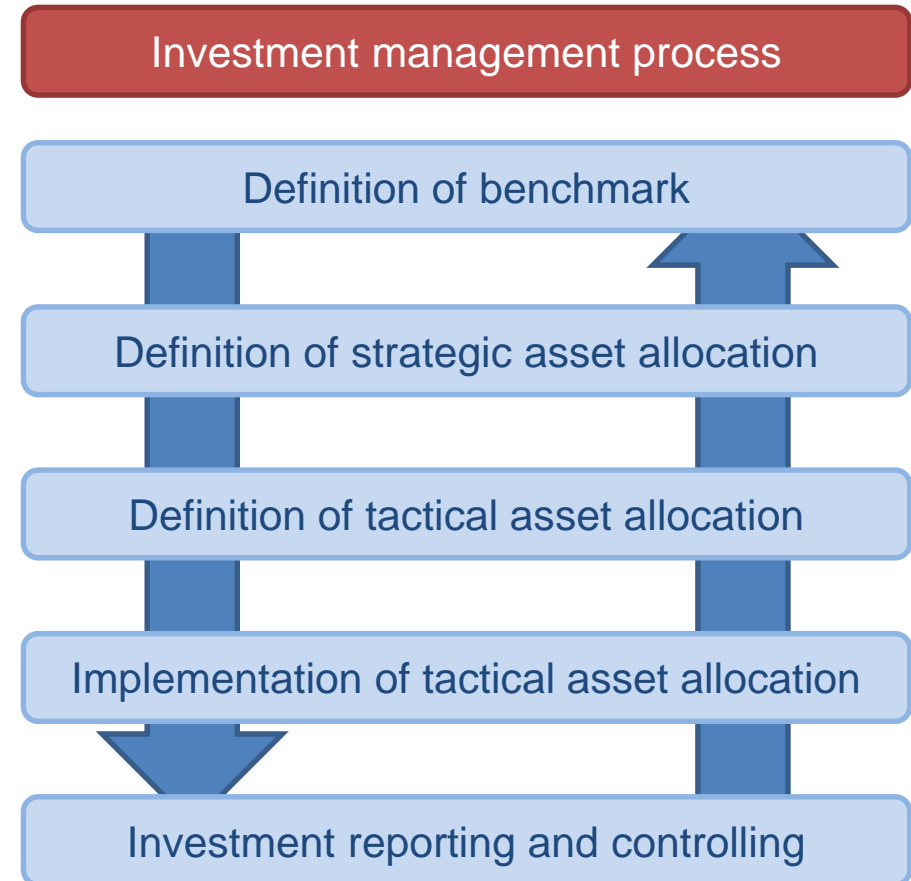 Investment management process
Definition of benchmark
Definition of strategic asset allocation
Definition of tactical asset allocation
Implementation of tactical asset allocation
Investment reporting and controlling